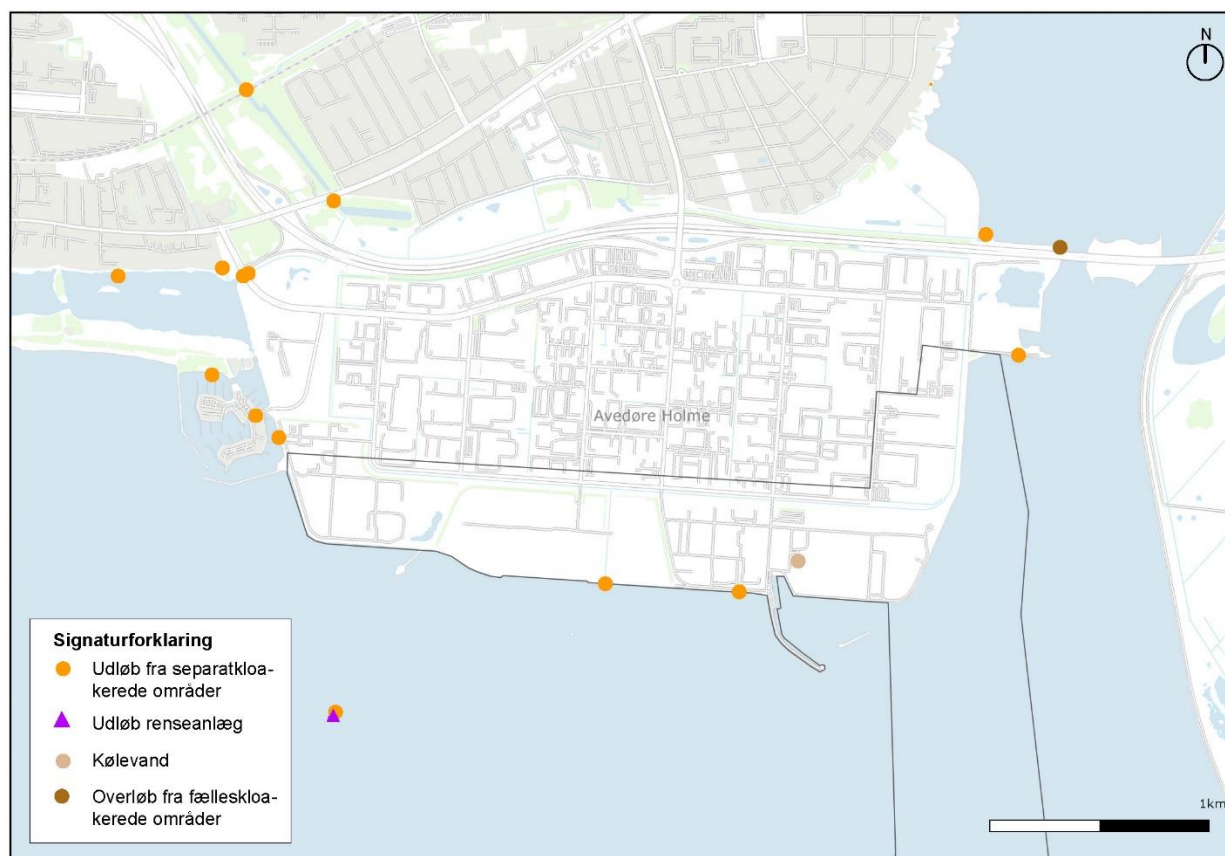 N
Avedøre Holme
Signaturforklaring
Udløb fra separatkloa-
kerede områder
Udløb renseanlæg
Kølevand
Overløb fra fælleskloa-
kerede områder
1km